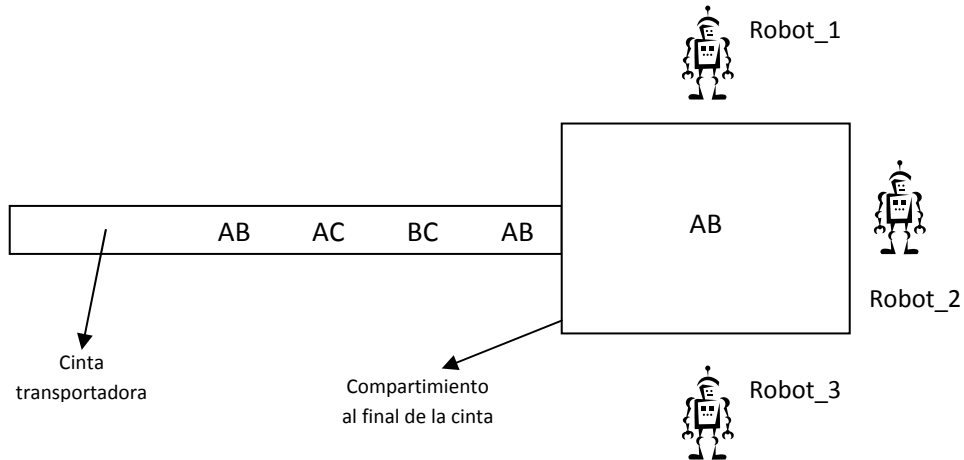 Robot_1
AB AC BC AB AB
Robot_2
Cinta
transportadora
Compartimiento
al final de la cinta
Robot_3